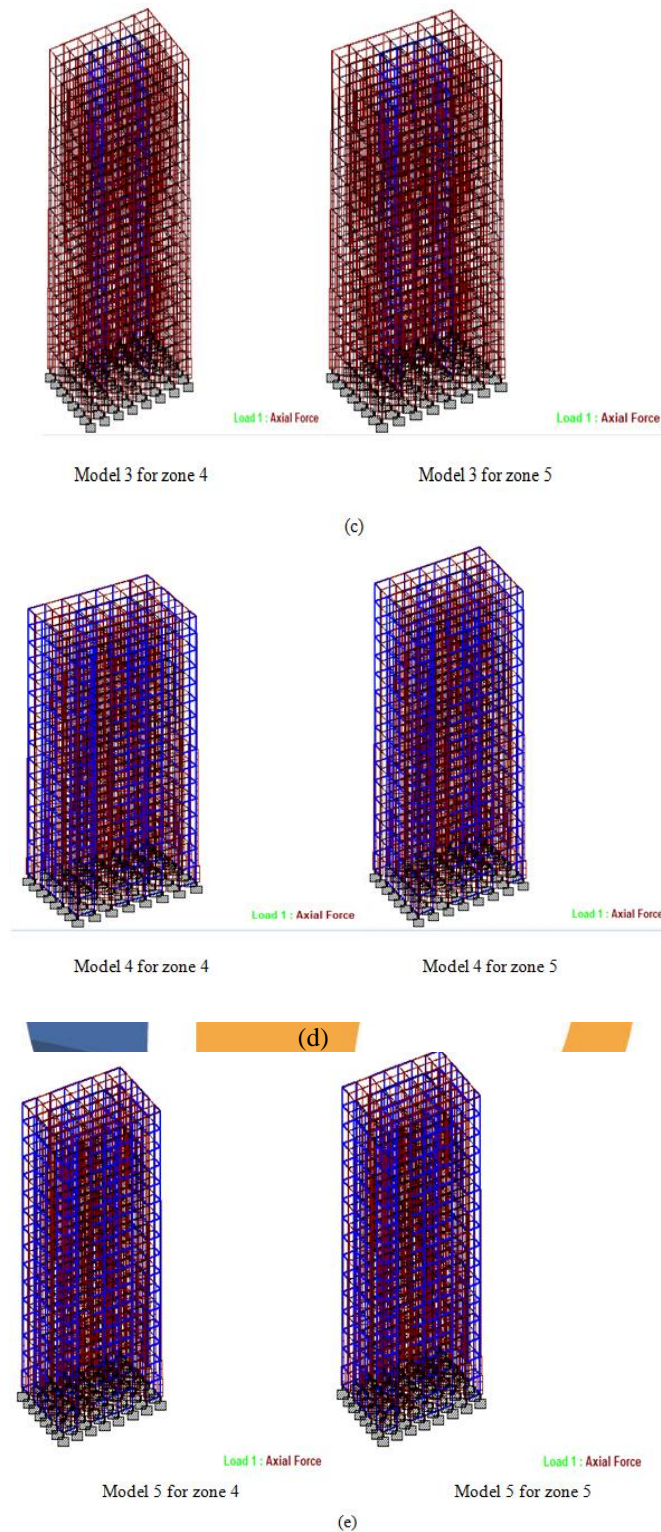 Load 1 : Axial Force
Load 1 : Axial Force
Model 3 for zone 4
Model 3 for zone 5
(c)
Load 1 : Axial Force
Load 1 : Axial Force
Model 4 for zone 4
Model 4 for zone 5
(d)
Load 1 : Axial Force
Load 1 : Axial Force
Model 5 for zone 4
Model 5 for zone 5
(e)